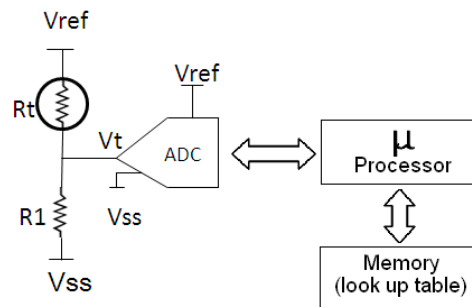 Vref
Vref
Rt
Vt
ADC
μ
Processor
R1
Vss
Vss
Memory
(look up table)